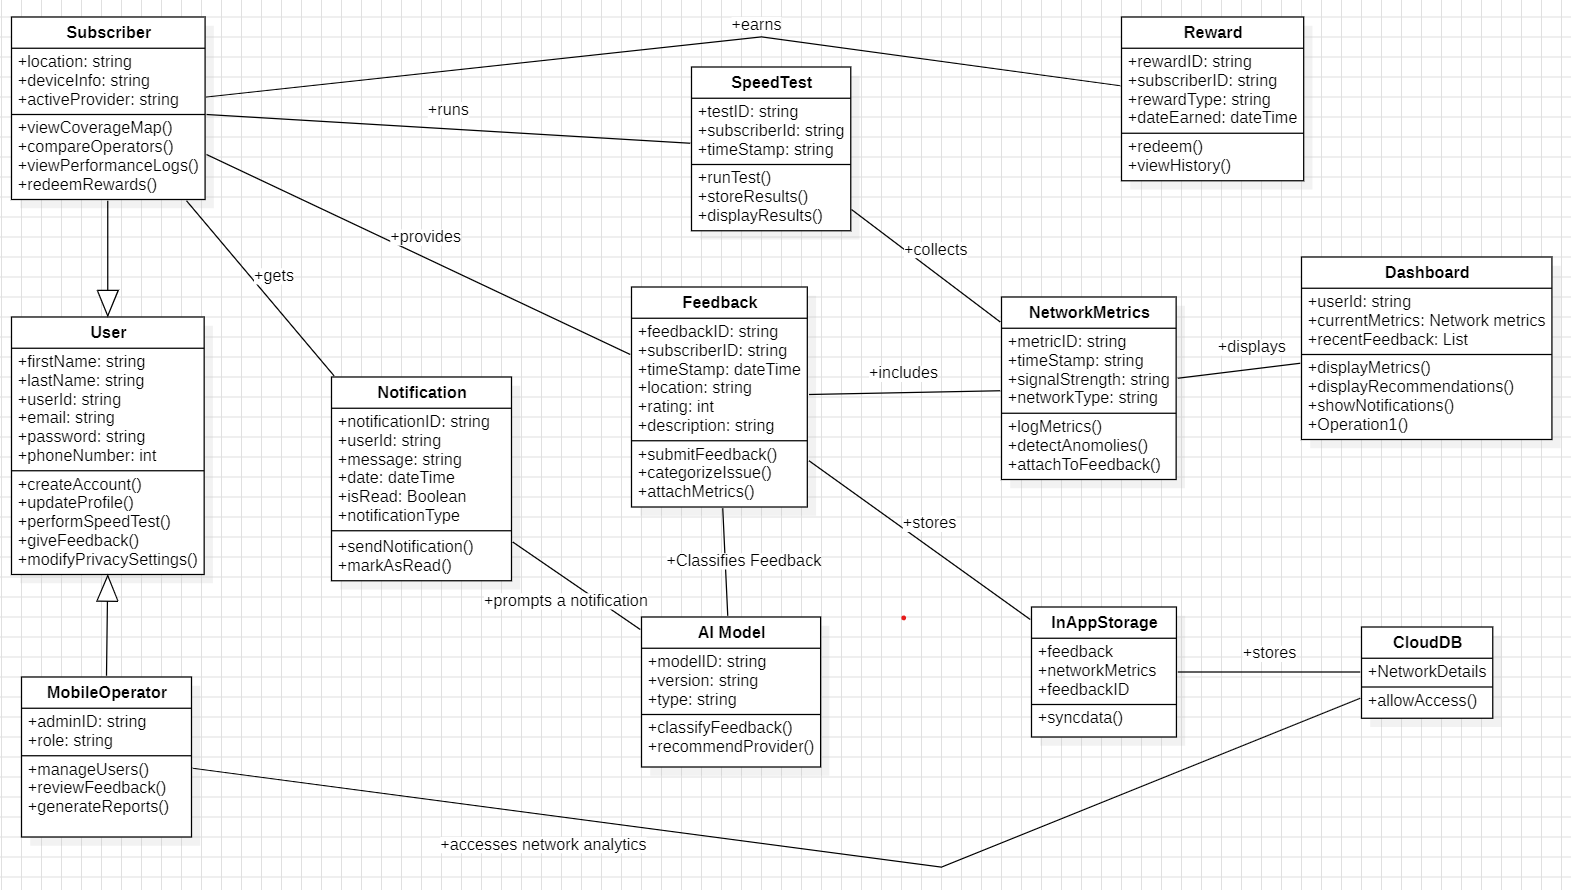 Subscriber
+location: string
+deviceInfo: string
+activeProvider: string
+viewCoverageMap()
+compareOperators()
+viewPerformanceLogs()
+redeemRewards()
+earns
+runs
SpeedTest
+testID: string
+subscriberId: string
+timeStamp: string
+runTest()
+storeResults()
+displayResults()
Reward
+rewardID: string
+subscriberID: string
+rewardType: string
+dateEarned: dateTime
+redeem()
+viewHistory()
+provides
+gets
+collects
User
+firstName: string
+lastName: string
+userId: string
+email: string
+password: string
+phoneNumber: int
+createAccount()
+updateProfile()
+performSpeedTest()
+giveFeedback()
+modifyPrivacySettings()
Notification
+notificationID: string
+userId: string
+message: string
+date: dateTime
+isRead: Boolean
+notificationType
+sendNotification()
+markAsRead()
Feedback
+feedbackID: string
+subscriberID: string
+timeStamp: dateTime
+location: string
+rating: int
+description: string
+submitFeedback()
+categorizeIssue()
+attachMetrics()
+includes
NetworkMetrics
+metricID: string
+timeStamp: string
+signalStrength: string
+networkType: string
+logMetrics()
+detectAnomolies()
+attachToFeedback()
+displays
Dashboard
+userId: string
+currentMetrics: Network metrics
+recentFeedback: List
+displayMetrics()
+displayRecommendations()
+showNotifications()
+Operation1()
+stores
+Classifies Feedback
+prompts a notification
AI Model
+modelID: string
+version: string
+type: string
+classifyFeedback()
+recommendProvider()
InAppStorage
+feedback
+networkMetrics
+feedbackID
+syncdata()
+stores
CloudDB
+NetworkDetails
+allowAccess()
MobileOperator
+adminID: string
+role: string
+manageUsers()
+reviewFeedback()
+generateReports()
+accesses network analytics